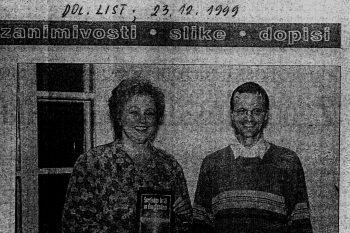 DOL. LIST, 23.12.1999
zanimivosti • slike • dopisi